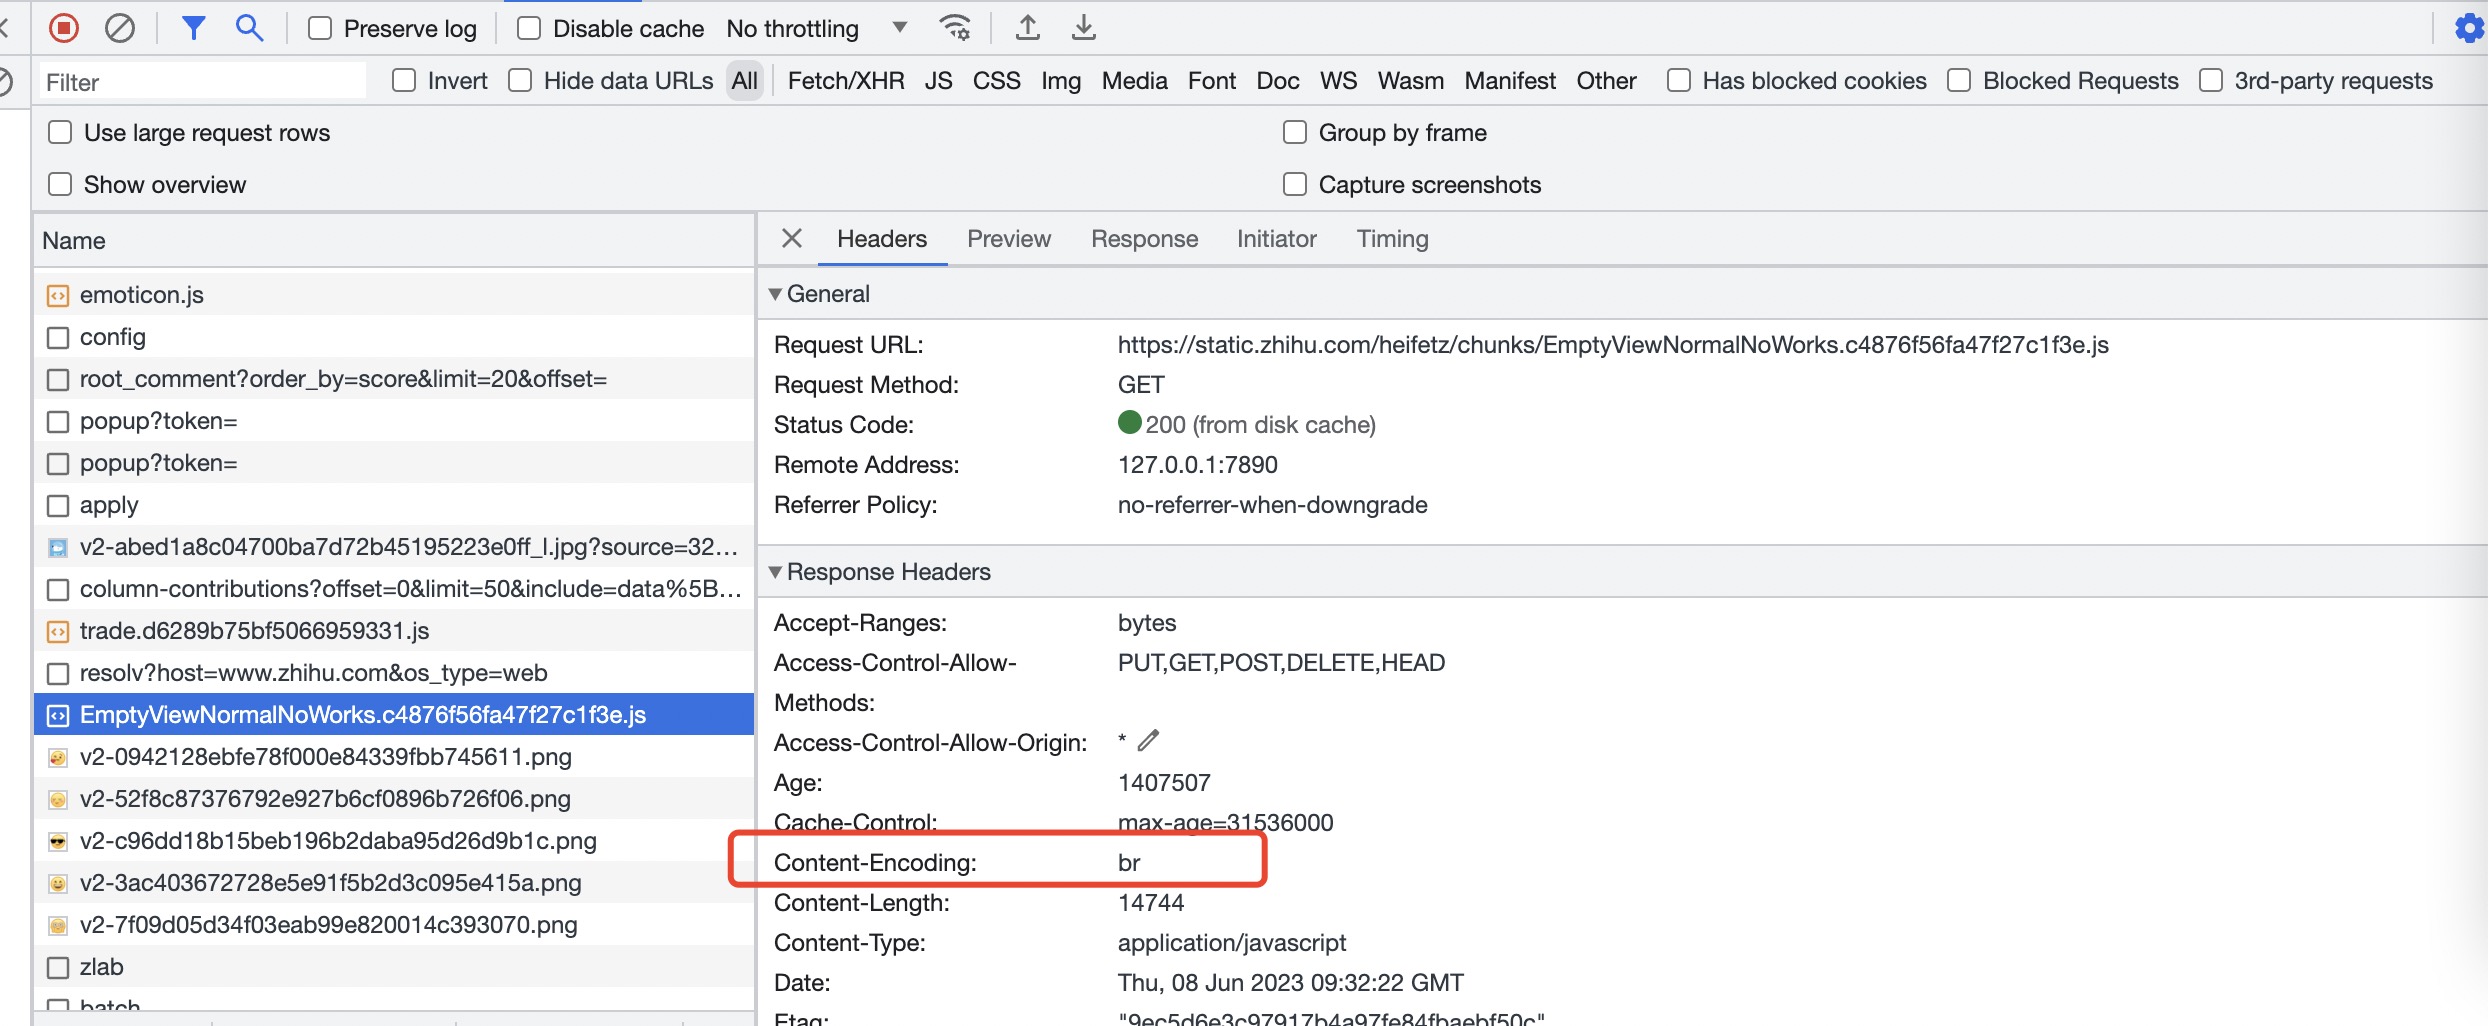 Preserve log Disable cache No throttling
Filter Invert Hide data URLs All Fetch/XHR JS CSS Img Media Font Doc WS Wasm Manifest Other Has blocked cookies Blocked Requests 3rd-party requests
Use large request rows Group by frame
Show overview Capture screenshots
Name
emoticon.js
config
root_comment?order_by=score&limit=20&offset=
popup?token=
popup?token=
apply
v2-abed1a8c04700ba7d72b45195223e0ff_l.jpg?source=32...
column-contributions?offset=0&limit=50&include=data%5B...
trade.d6289b75bf5066959331.js
resolv?host=www.zhihu.com&os_type=web
EmptyViewNormalNoWorks.c4876f56fa47f27c1f3e.js
v2-0942128ebfe78f000e84339fbb745611.png
v2-52f8c87376792e927b6cf0896b726f06.png
v2-c96dd18b15beb196b2daba95d26d9b1c.png
v2-3ac403672728e5e91f5b2d3c095e415a.png
v2-7f09d05d34f03eab99e820014c393070.png
zlab
batch
Headers Preview Response Initiator Timing
General
Request URL: https://static.zhihu.com/heifetz/chunks/EmptyViewNormalNoWorks.c4876f56fa47f27c1f3e.js
Request Method: GET
Status Code: 200 (from disk cache)
Remote Address: 127.0.0.1:7890
Referrer Policy: no-referrer-when-downgrade
Response Headers
Accept-Ranges: bytes
Access-Control-Allow- PUT,GET,POST,DELETE,HEAD
Methods:
Access-Control-Allow-Origin: *
Age: 1407507
Cache-Control: max-age=31536000
Content-Encoding: br
Content-Length: 14744
Content-Type: application/javascript
Date: Thu, 08 Jun 2023 09:32:22 GMT
Etag: "9ec5d6e3c97917b4a97fe84fbaebf50c"